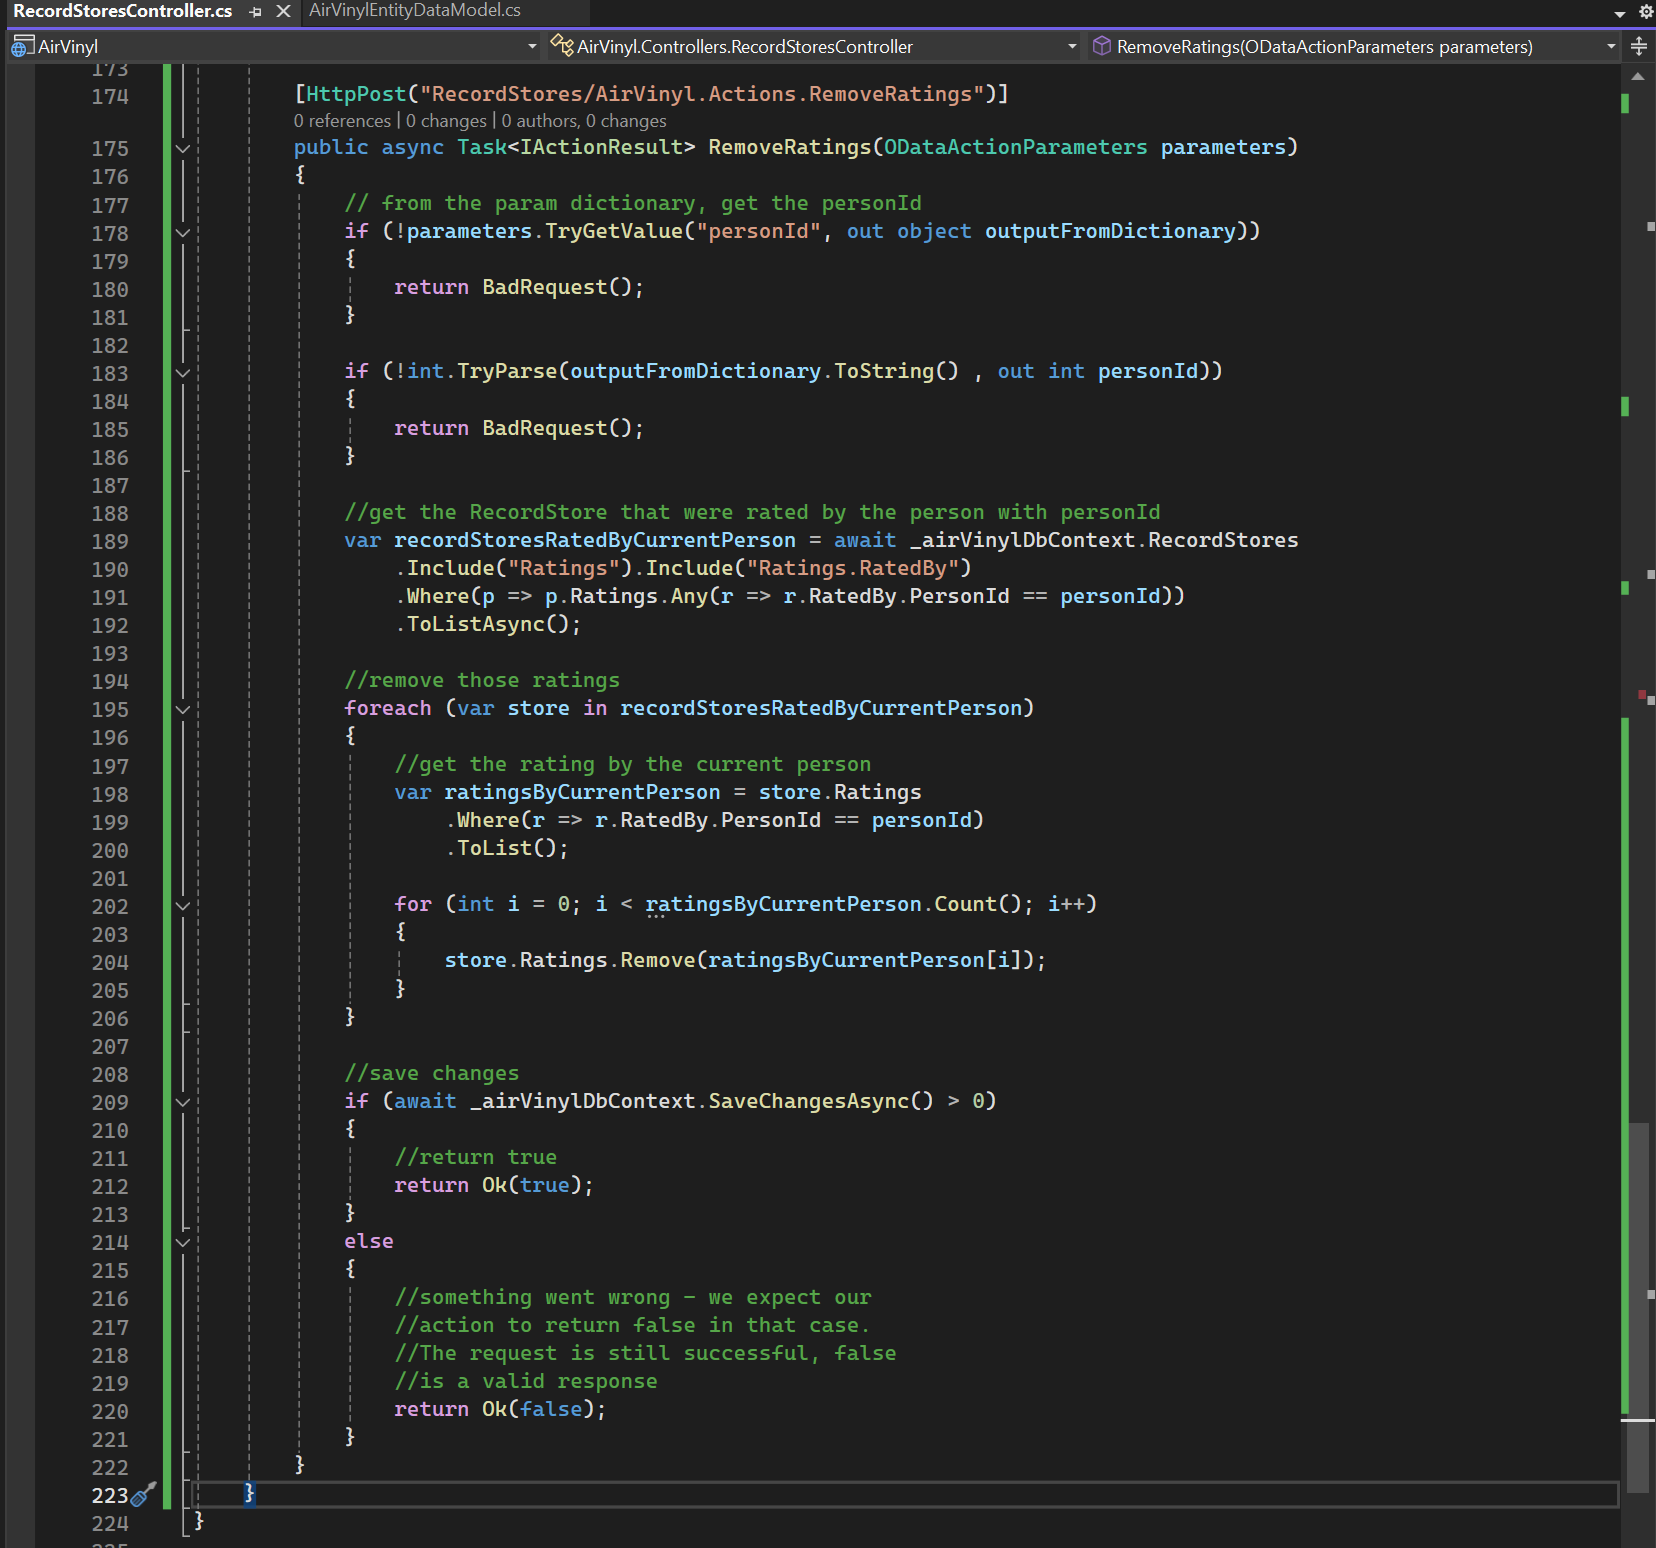 RecordStoresController.cs AirVinylEntityDataModel.cs
AirVinyl AirVinyl.Controllers.RecordStoresController RemoveRatings(ODataActionParameters parameters)
173
174 [HttpPost("RecordStores/AirVinyl.Actions.RemoveRatings")]
0 references | 0 changes | 0 authors, 0 changes
175 public async Task<IActionResult> RemoveRatings(ODataActionParameters parameters)
176 {
177 // from the param dictionary, get the personId
178 if (!parameters.TryGetValue("personId", out object outputFromDictionary))
179 {
180 return BadRequest();
181 }
182
183 if (!int.TryParse(outputFromDictionary.ToString() , out int personId))
184 {
185 return BadRequest();
186 }
187
188 //get the RecordStore that were rated by the person with personId
189 var recordStoresRatedByCurrentPerson = await _airVinylDbContext.RecordStores
190 .Include("Ratings").Include("Ratings.RatedBy")
191 .Where(p => p.Ratings.Any(r => r.RatedBy.PersonId == personId))
192 .ToListAsync();
193
194 //remove those ratings
195 foreach (var store in recordStoresRatedByCurrentPerson)
196 {
197 //get the rating by the current person
198 var ratingsByCurrentPerson = store.Ratings
199 .Where(r => r.RatedBy.PersonId == personId)
200 .ToList();
201
202 for (int i = 0; i < ratingsByCurrentPerson.Count(); i++)
203 {
204 store.Ratings.Remove(ratingsByCurrentPerson[i]);
205 }
206 }
207
208 //save changes
209 if (await _airVinylDbContext.SaveChangesAsync() > 0)
210 {
211 //return true
212 return Ok(true);
213 }
214 else
215 {
216 //something went wrong - we expect our
217 //action to return false in that case.
218 //The request is still successful, false
219 //is a valid response
220 return Ok(false);
221 }
222 }
223 }
224 }
225